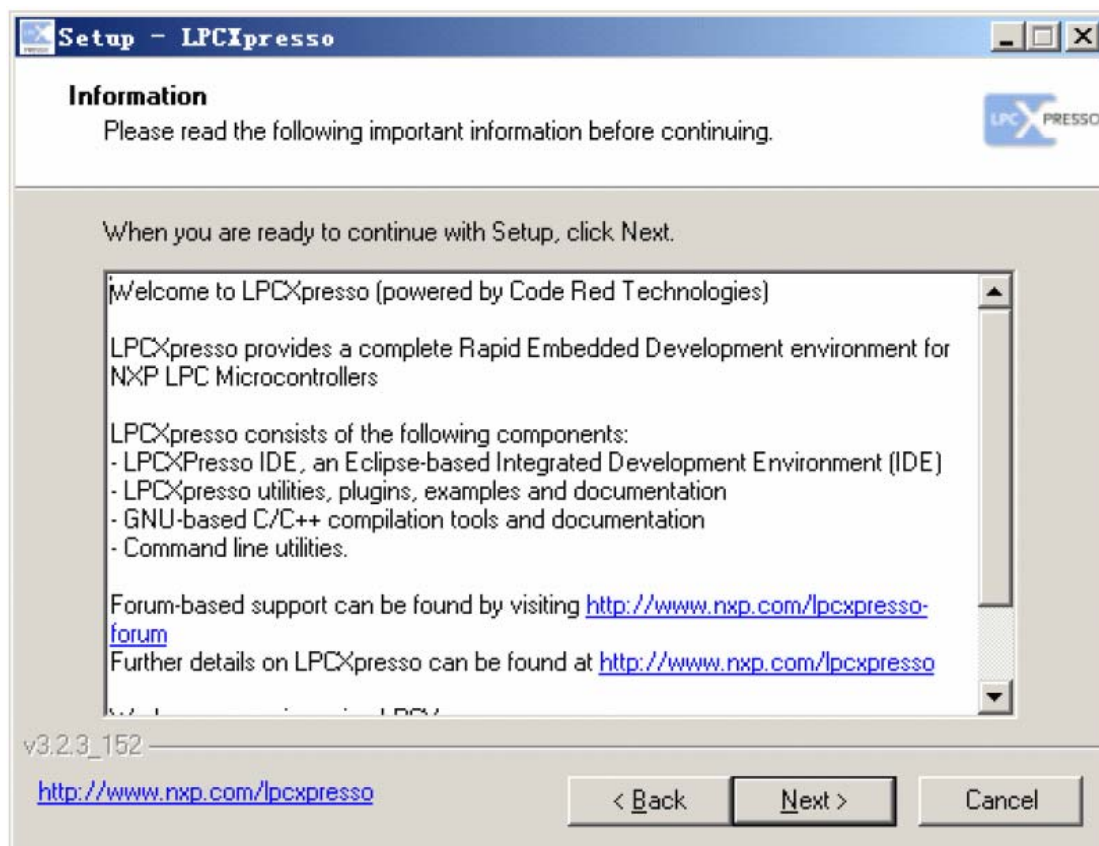 Setup - LPCXpresso
Information
Please read the following important information before continuing.
LPC XPRESSO
When you are ready to continue with Setup, click Next.
Welcome to LPCXpresso (powered by Code Red Technologies)
LPCXpresso provides a complete Rapid Embedded Development environment for
NXP LPC Microcontrollers
LPCXpresso consists of the following components:
- LPCXPresso IDE, an Eclipse-based Integrated Development Environment (IDE)
- LPCXpresso utilities, plugins, examples and documentation
- GNU-based C/C++ compilation tools and documentation
- Command line utilities.
Forum-based support can be found by visiting http://www.nxp.com/lpcxpresso-
forum
Further details on LPCXpresso can be found at http://www.nxp.com/lpcxpresso
v3.2.3_152
http://www.nxp.com/lpcxpresso
< Back
Next >
Cancel